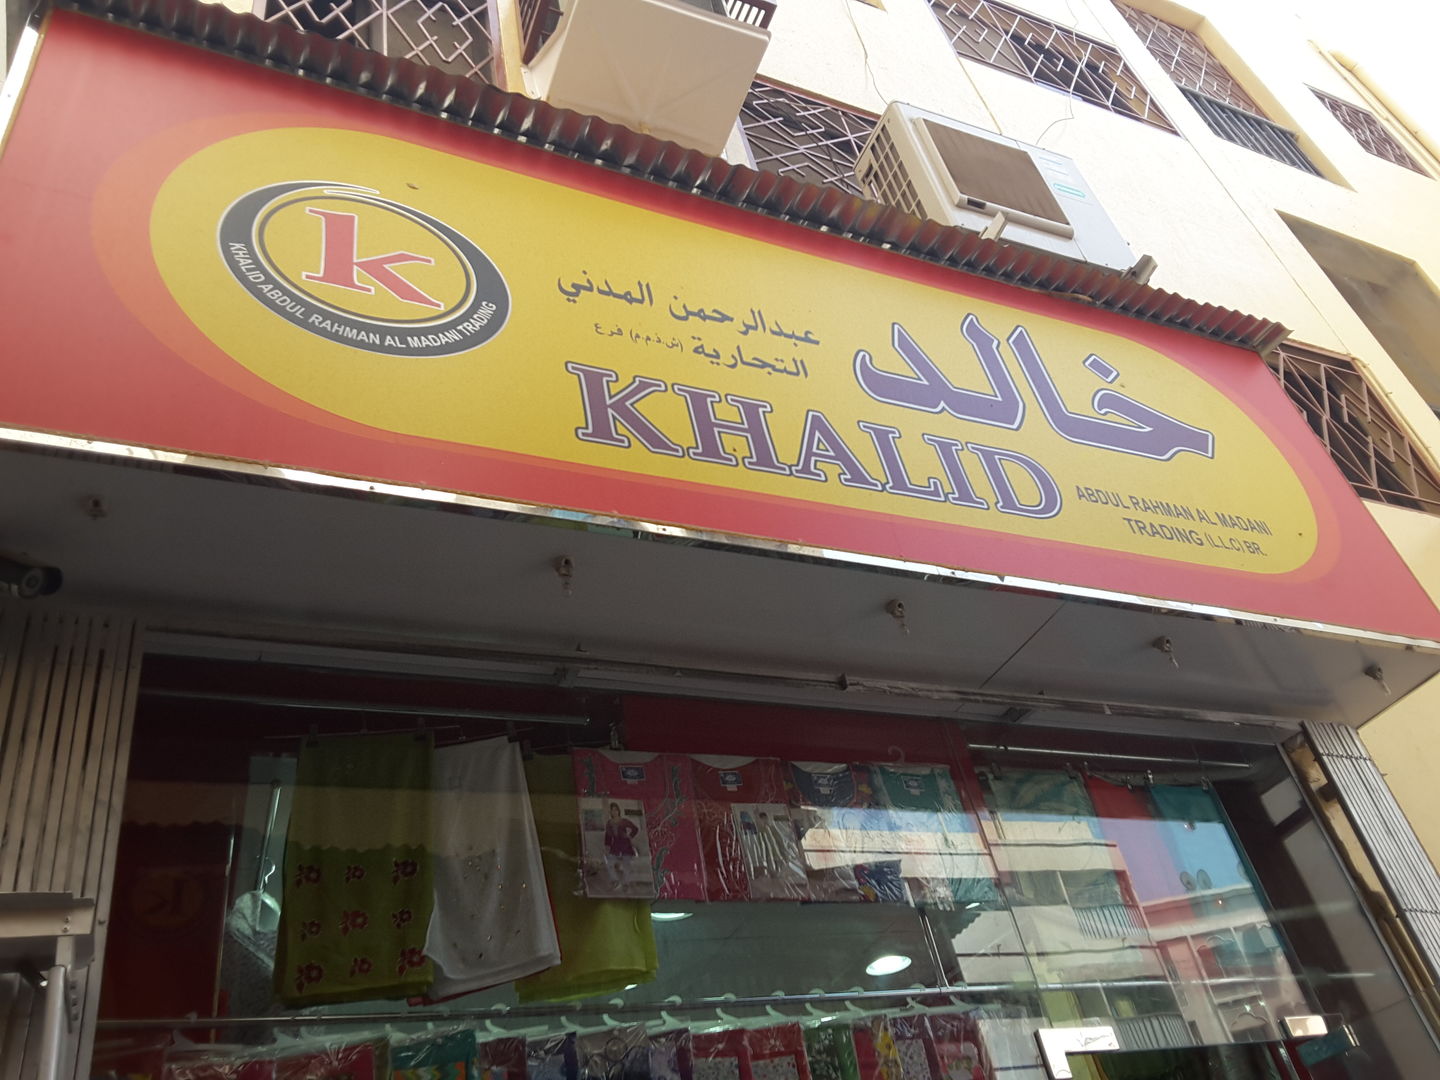 k
KHALID ABDUL RAHMAN AL MADANI TRADING
خالد
عبدالرحمن المدني
التجارية (ش.ذ.م.م) فرع
KHALID
ABDUL RAHMAN AL MADANI
TRADING (L.L.C) BR.